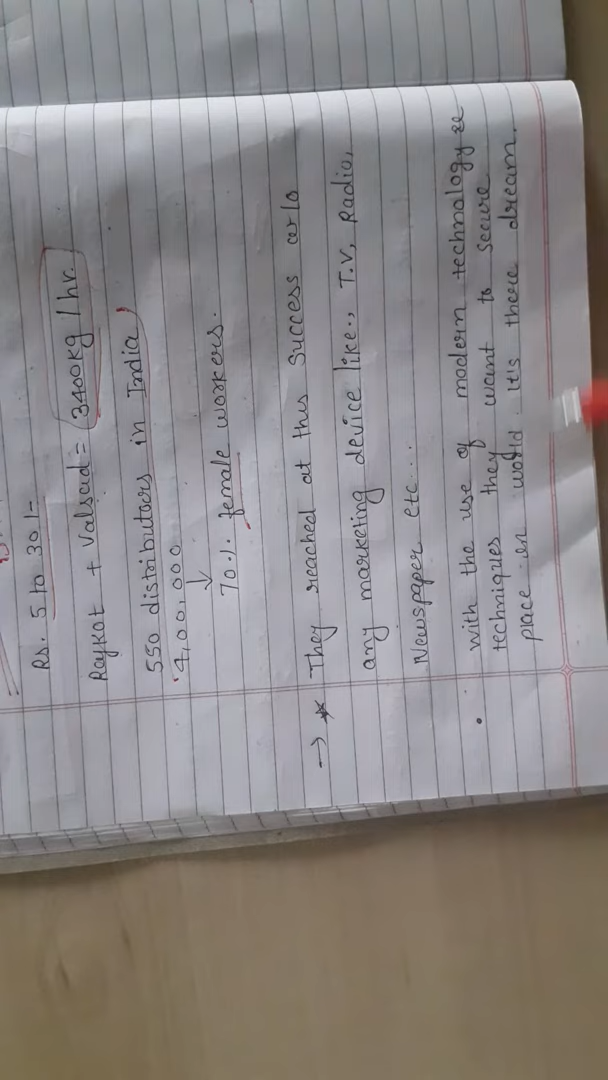 Rs. 5 to 30/-
Rajkot + Valsad = 3400kg/hr.
550 distributors in India,
4,00,000
↓
70%. female workers.
→ * They reached at this success w/o
any marketing device like., T.V, Radio,
Newspaper etc...
• with the use of modern technology &
techniques they want to secure
place in world. it's there dream.